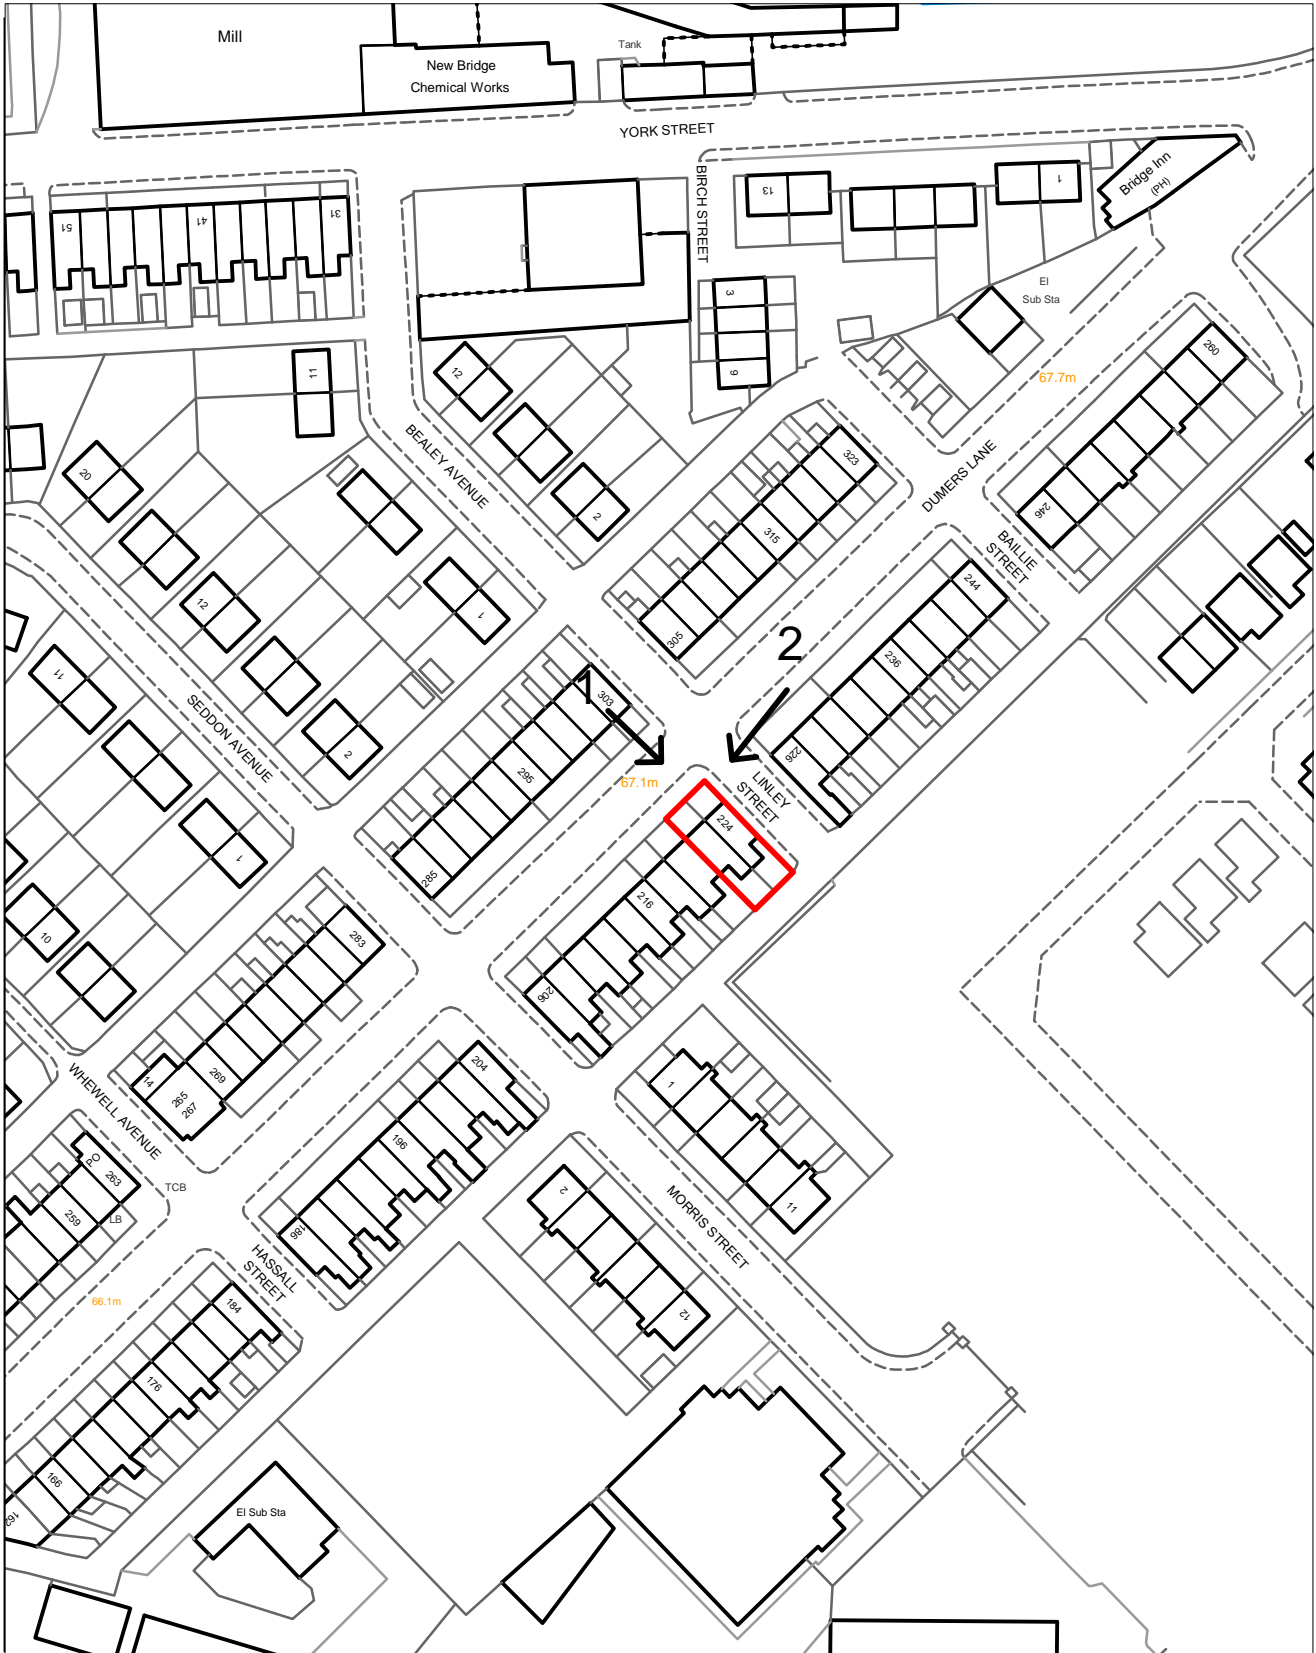 Mill
New Bridge
Chemical Works
Tank
YORK STREET
BIRCH STREET
13
1
Bridge Inn
(PH)
51
41
31
3
9
El
Sub Sta
67.7m
260
11
12
BEALEY AVENUE
2
323
315
305
DUMERS LANE
246
BAILLIE
STREET
20
12
1
2
244
236
226
11
SEDDON AVENUE
2
1
303
295
285
1
67.1m
LINLEY
STREET
224
216
206
10
283
269
265
267
14
WHEWELL AVENUE
204
196
186
1
11
MORRIS STREET
PO
263
259
LB
TCB
2
12
HASSALL
STREET
66.1m
184
176
166
162
El Sub Sta